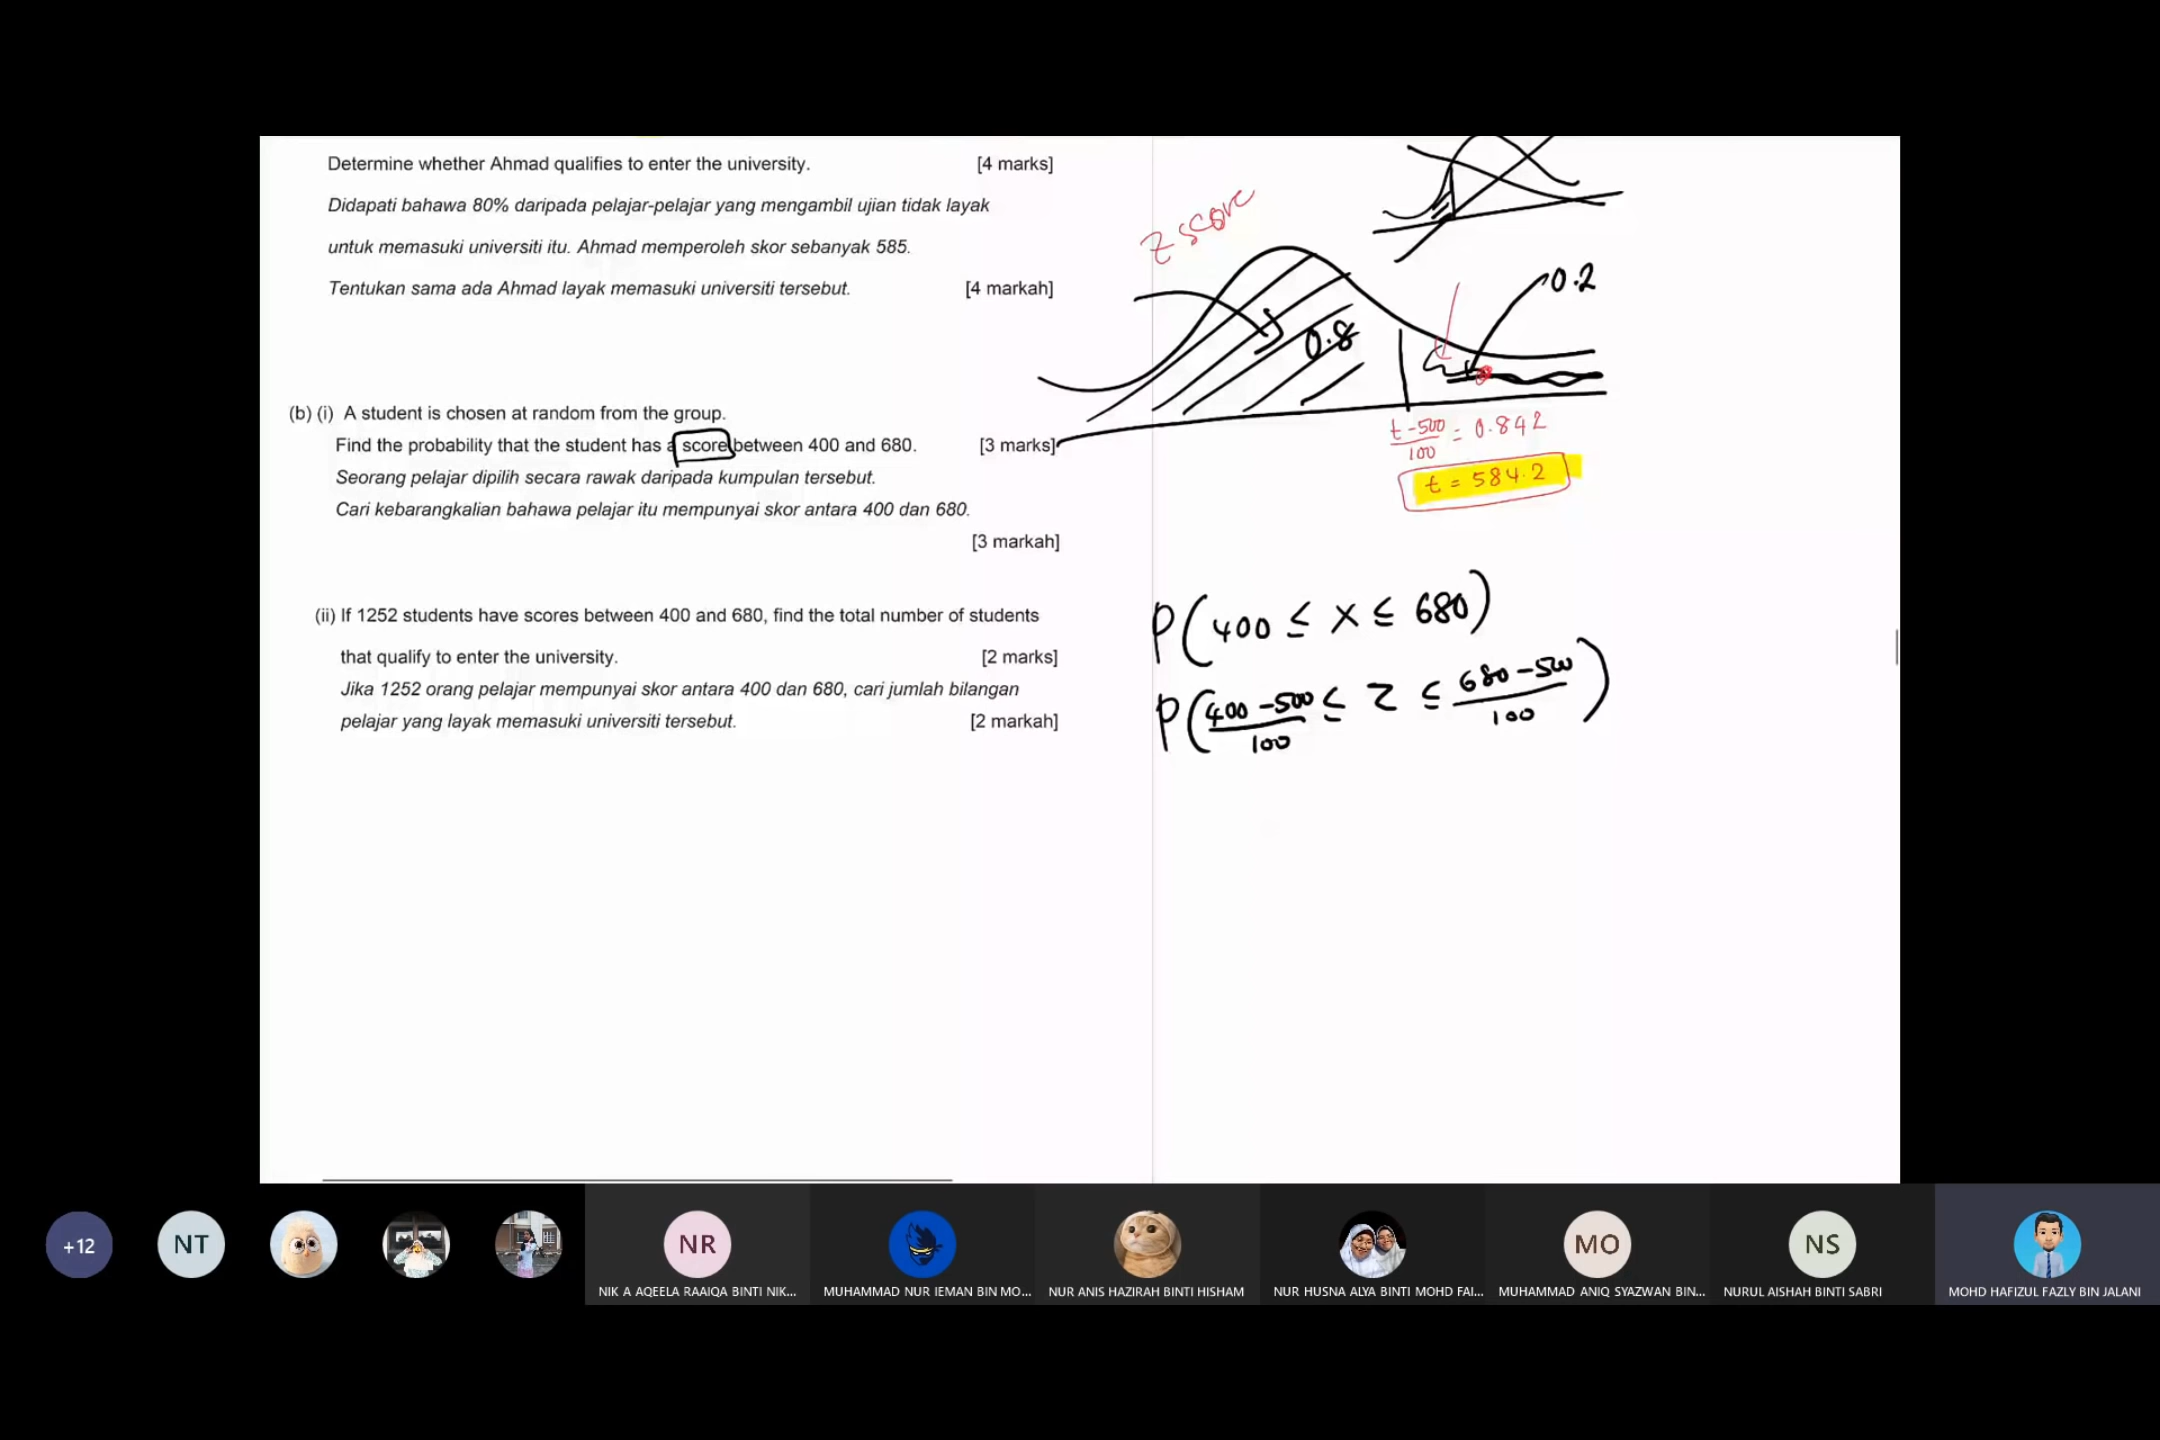 Determine whether Ahmad qualifies to enter the university. [4 marks]
Didapati bahawa 80% daripada pelajar-pelajar yang mengambil ujian tidak layak
untuk memasuki universiti itu. Ahmad memperoleh skor sebanyak 585.
Tentukan sama ada Ahmad layak memasuki universiti tersebut. [4 markah]
(b) (i) A student is chosen at random from the group.
Find the probability that the student has a score between 400 and 680. [3 marks]
Seorang pelajar dipilih secara rawak daripada kumpulan tersebut.
Cari kebarangkalian bahawa pelajar itu mempunyai skor antara 400 dan 680.
[3 markah]
(ii) If 1252 students have scores between 400 and 680, find the total number of students
that qualify to enter the university. [2 marks]
Jika 1252 orang pelajar mempunyai skor antara 400 dan 680, cari jumlah bilangan
pelajar yang layak memasuki universiti tersebut. [2 markah]
z score
0.2
0.8
t-500/100 = 0.842
t = 584.2
P(400 ≤ X ≤ 680)
P(400-500/100 ≤ Z ≤ 680-500/100)
+12
NT
NR
MO
NS
NIK A AQEELA RAAIQA BINTI NIK...
MUHAMMAD NUR IEMAN BIN MO...
NUR ANIS HAZIRAH BINTI HISHAM
NUR HUSNA ALYA BINTI MOHD FAI...
MUHAMMAD ANIQ SYAZWAN BIN...
NURUL AISHAH BINTI SABRI
MOHD HAFIZUL FAZLY BIN JALANI